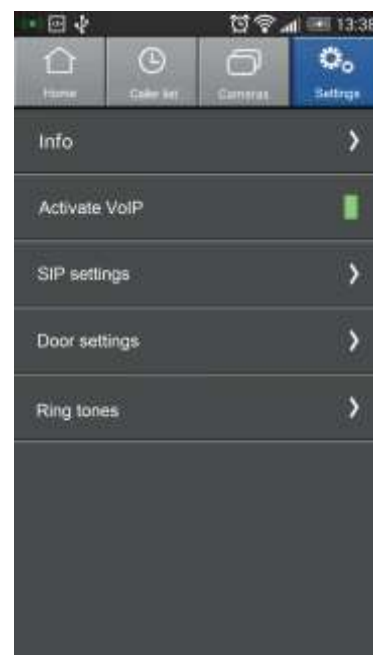 13:38
Home
Caller list
Cameras
Settings
Info
Activate VoIP
SIP settings
Door settings
Ring tones